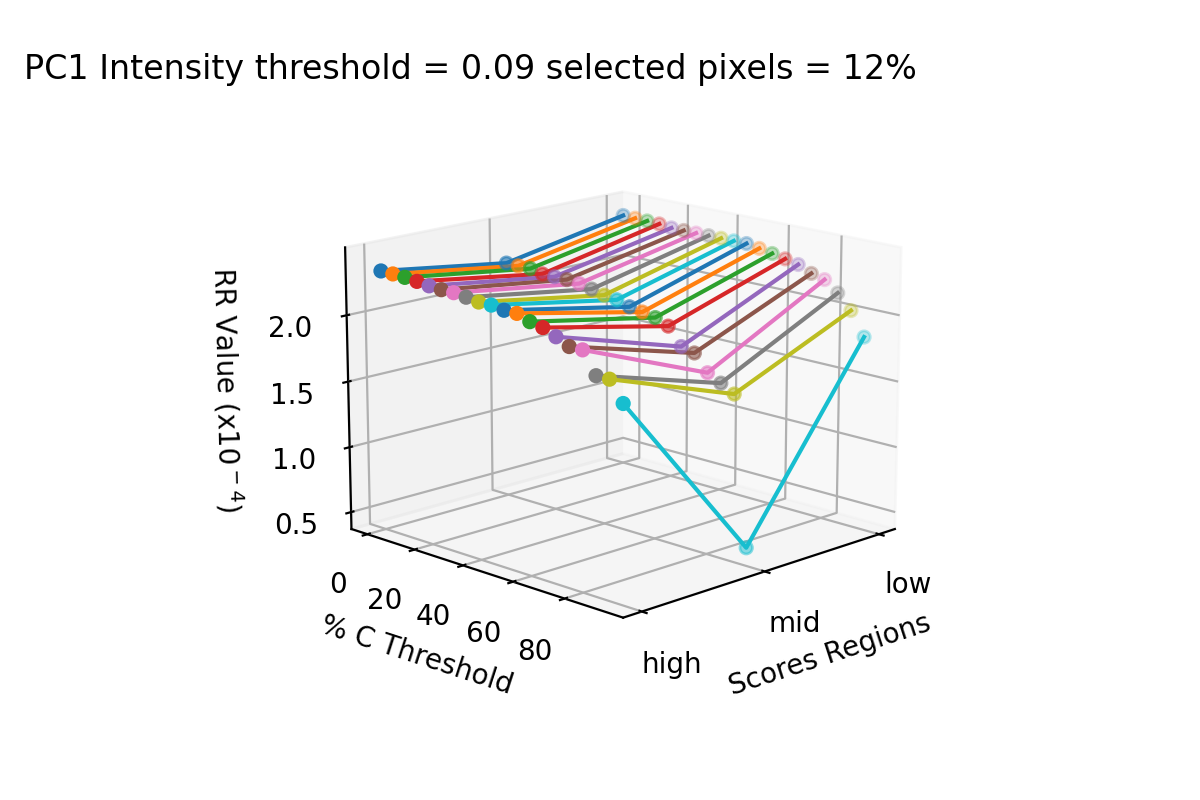 PC1 Intensity threshold = 0.09 selected pixels = 12%
RR Value (x10⁻⁴)
2.0
1.5
1.0
0.5
0
20
40
60
80
% C Threshold
high
mid
low
Scores Regions